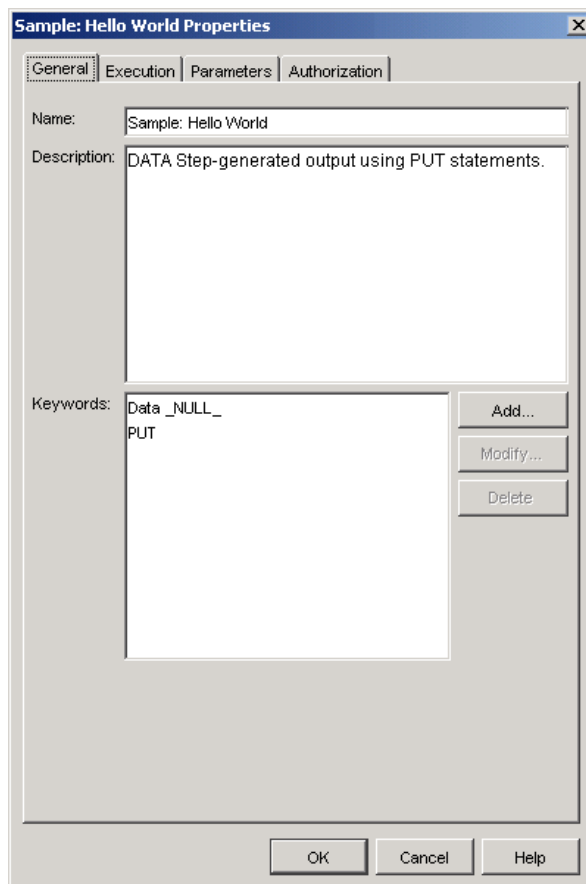 Sample: Hello World Properties
General Execution Parameters Authorization
Name: Sample: Hello World
Description: DATA Step-generated output using PUT statements.
Keywords: Data _NULL_
PUT
Add...
Modify...
Delete
OK Cancel Help